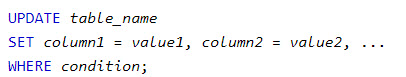 UPDATE table_name
SET column1 = value1, column2 = value2, ...
WHERE condition;